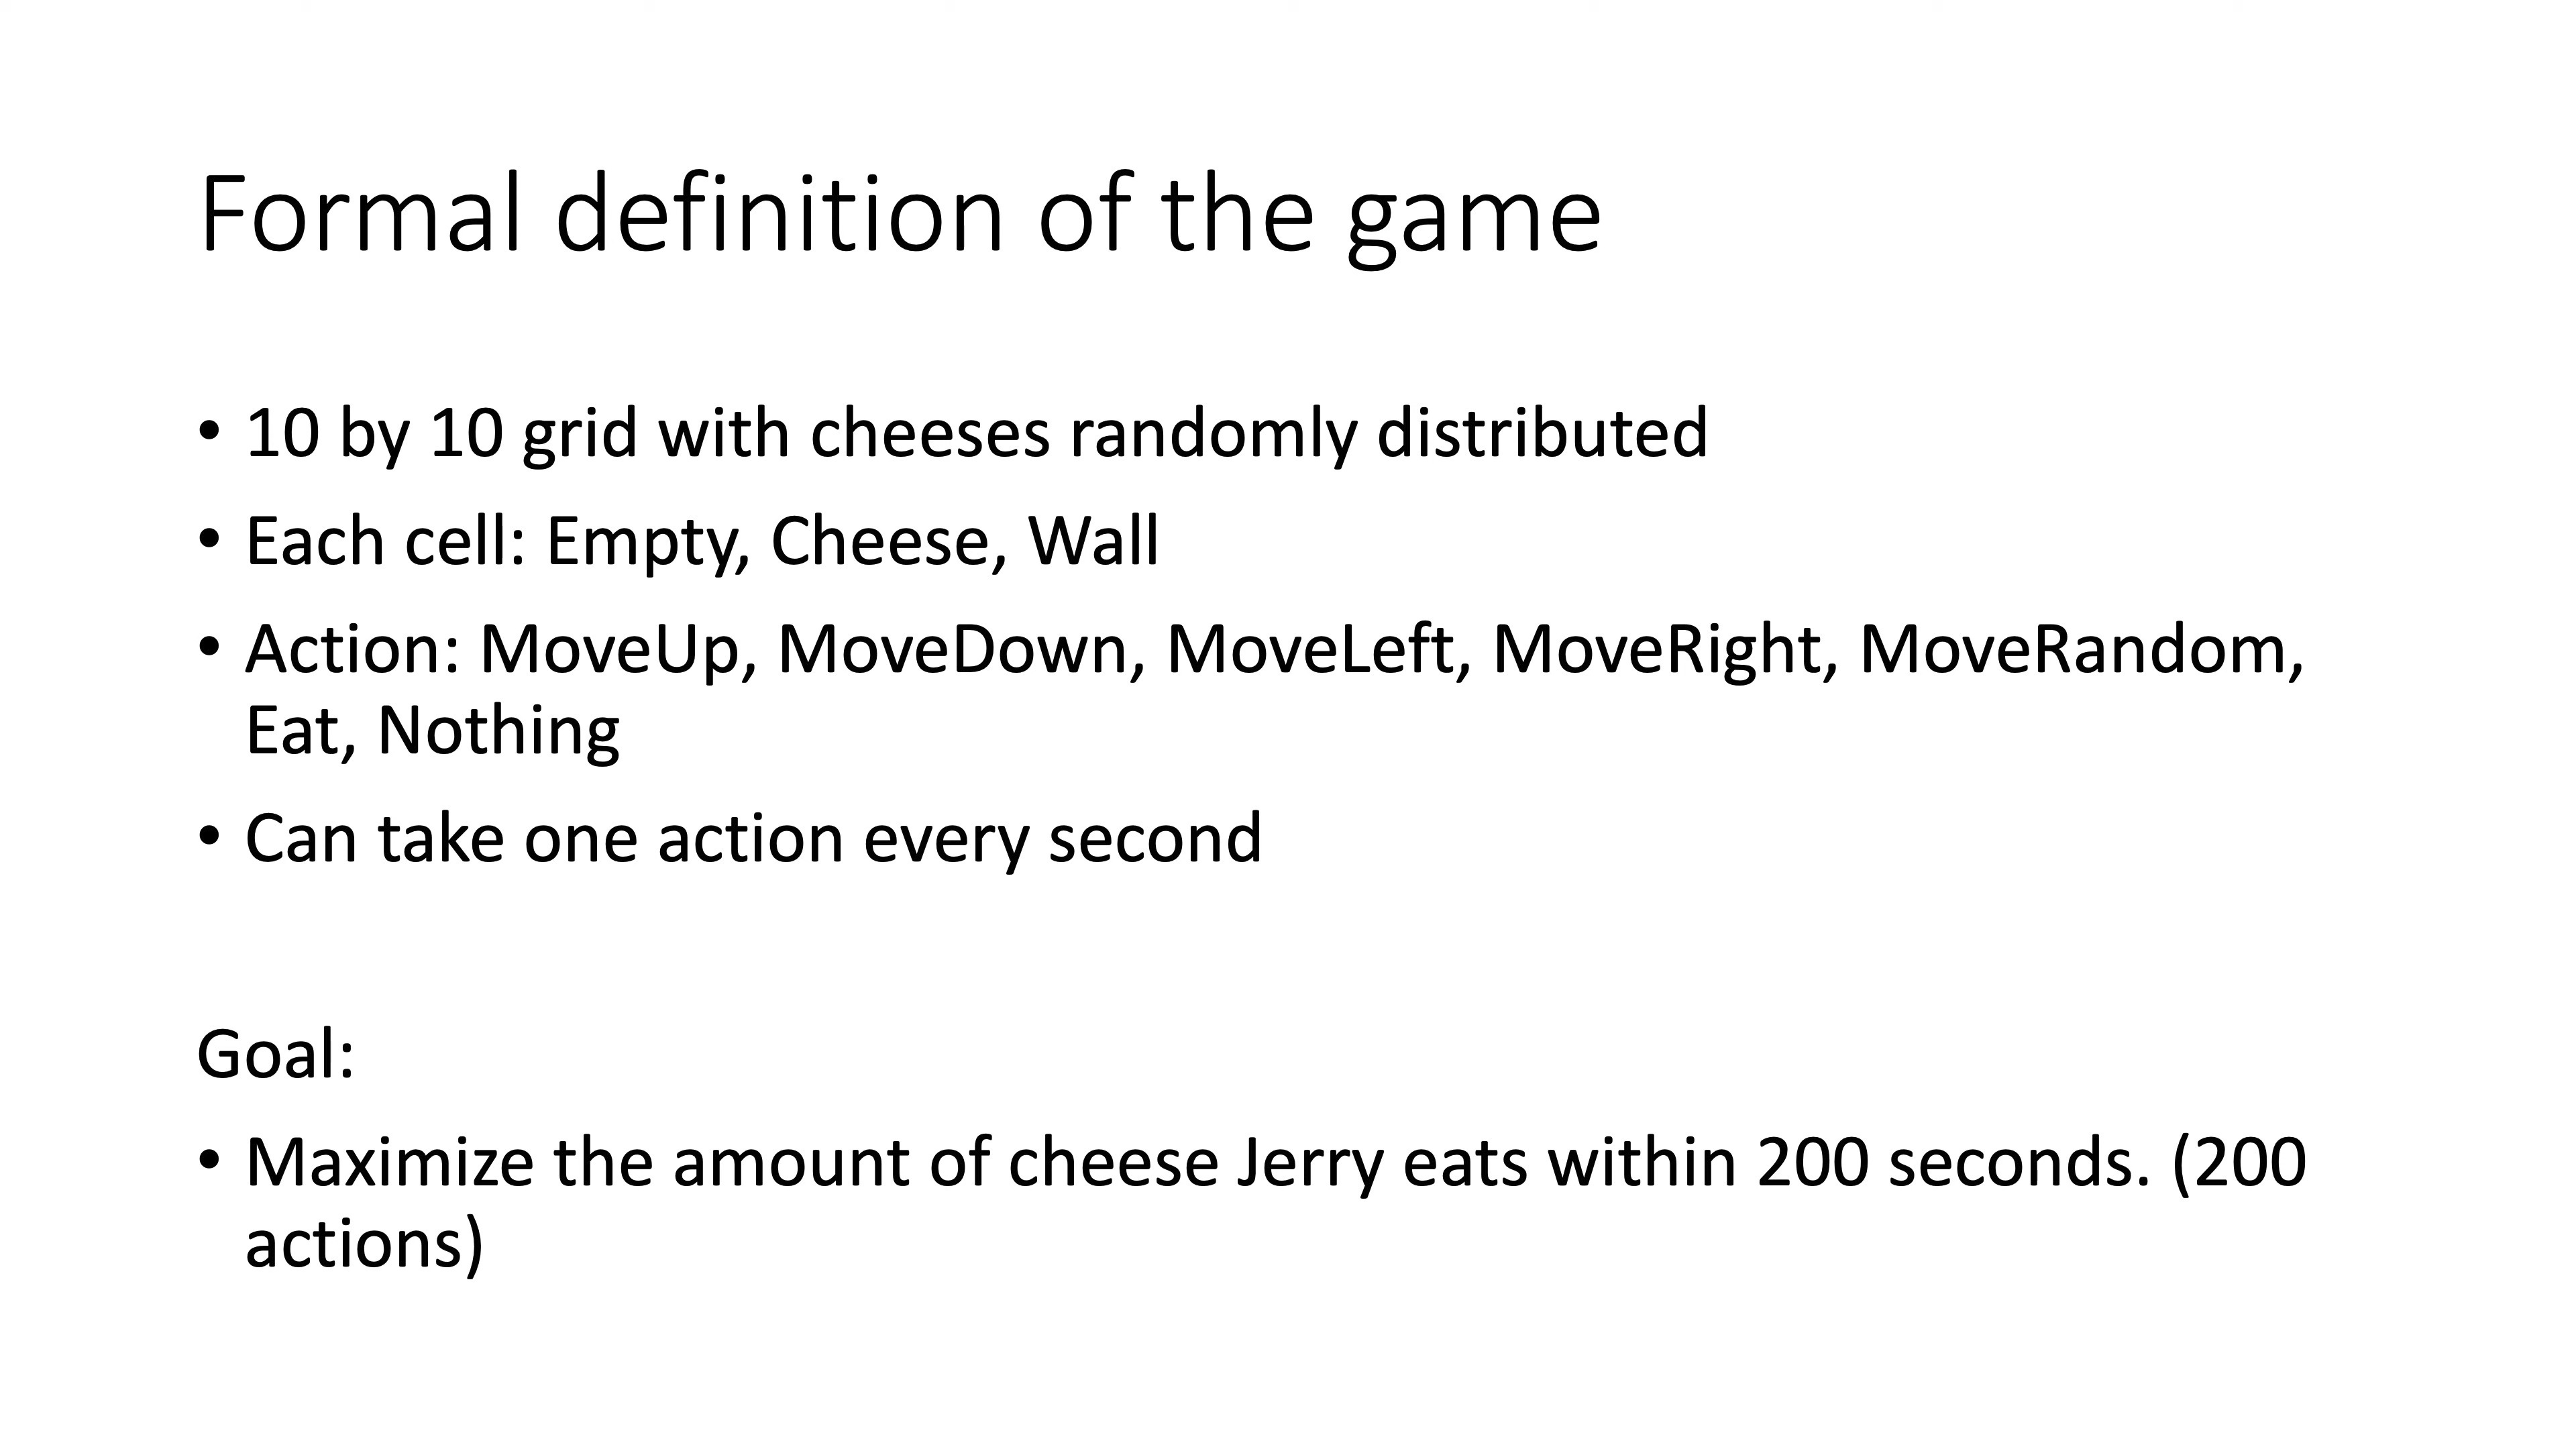 Formal definition of the game
• 10 by 10 grid with cheeses randomly distributed
• Each cell: Empty, Cheese, Wall
• Action: MoveUp, MoveDown, MoveLeft, MoveRight, MoveRandom,
Eat, Nothing
• Can take one action every second
Goal:
• Maximize the amount of cheese Jerry eats within 200 seconds. (200
actions)